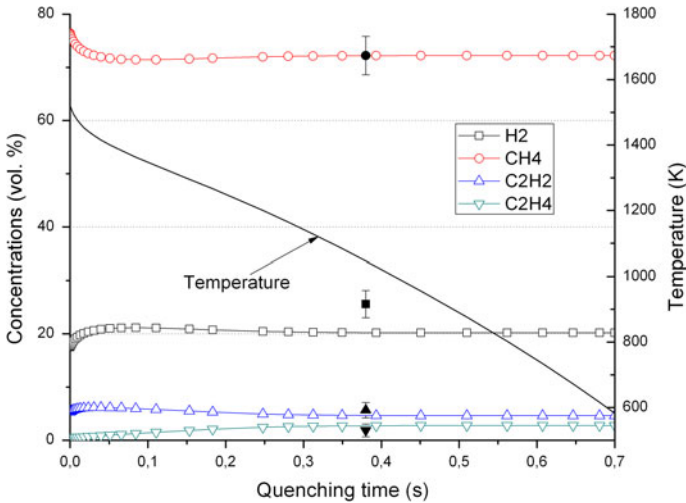 80
60
40
20
0
Concentrations (vol. %)
1800
1600
1400
1200
1000
800
600
Temperature (K)
H2
CH4
C2H2
C2H4
Temperature
0,0
0,1
0,2
0,3
0,4
0,5
0,6
0,7
Quenching time (s)